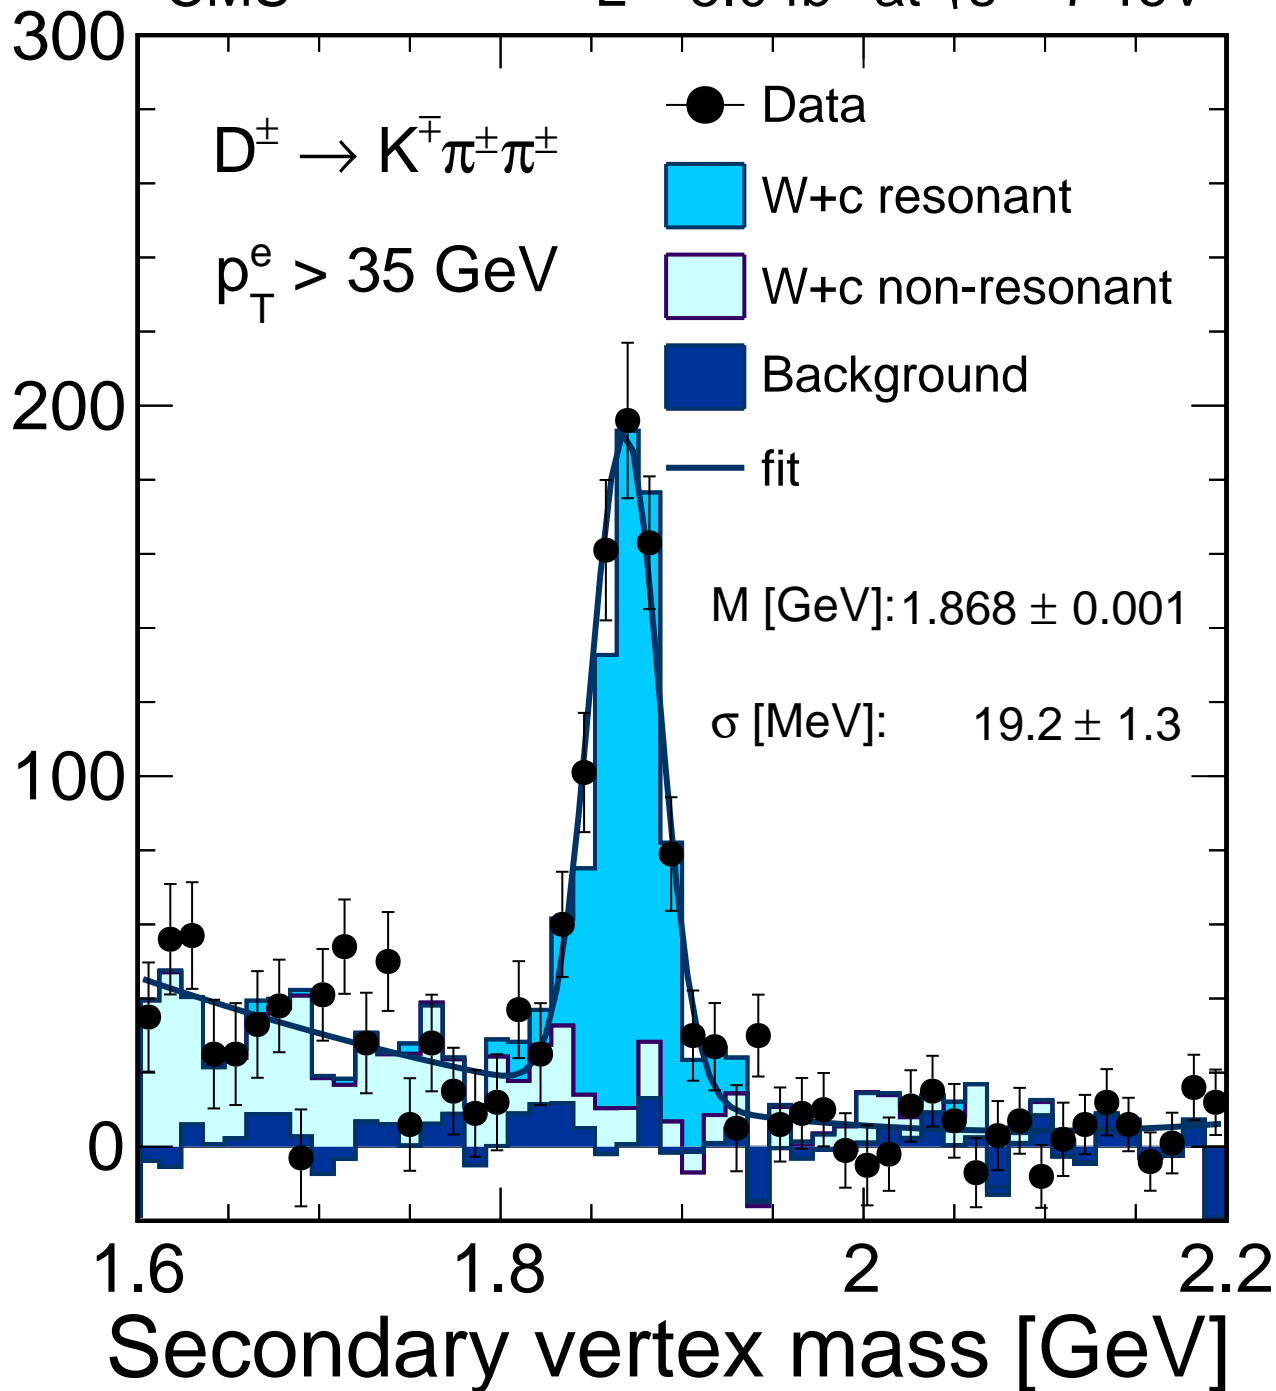 300
Data
D± → K∓π±π±
W+c resonant
p_T^e > 35 GeV
W+c non-resonant
Background
200
fit
M [GeV]: 1.868 ± 0.001
σ [MeV]: 19.2 ± 1.3
100
0
1.6 1.8 2 2.2
Secondary vertex mass [GeV]